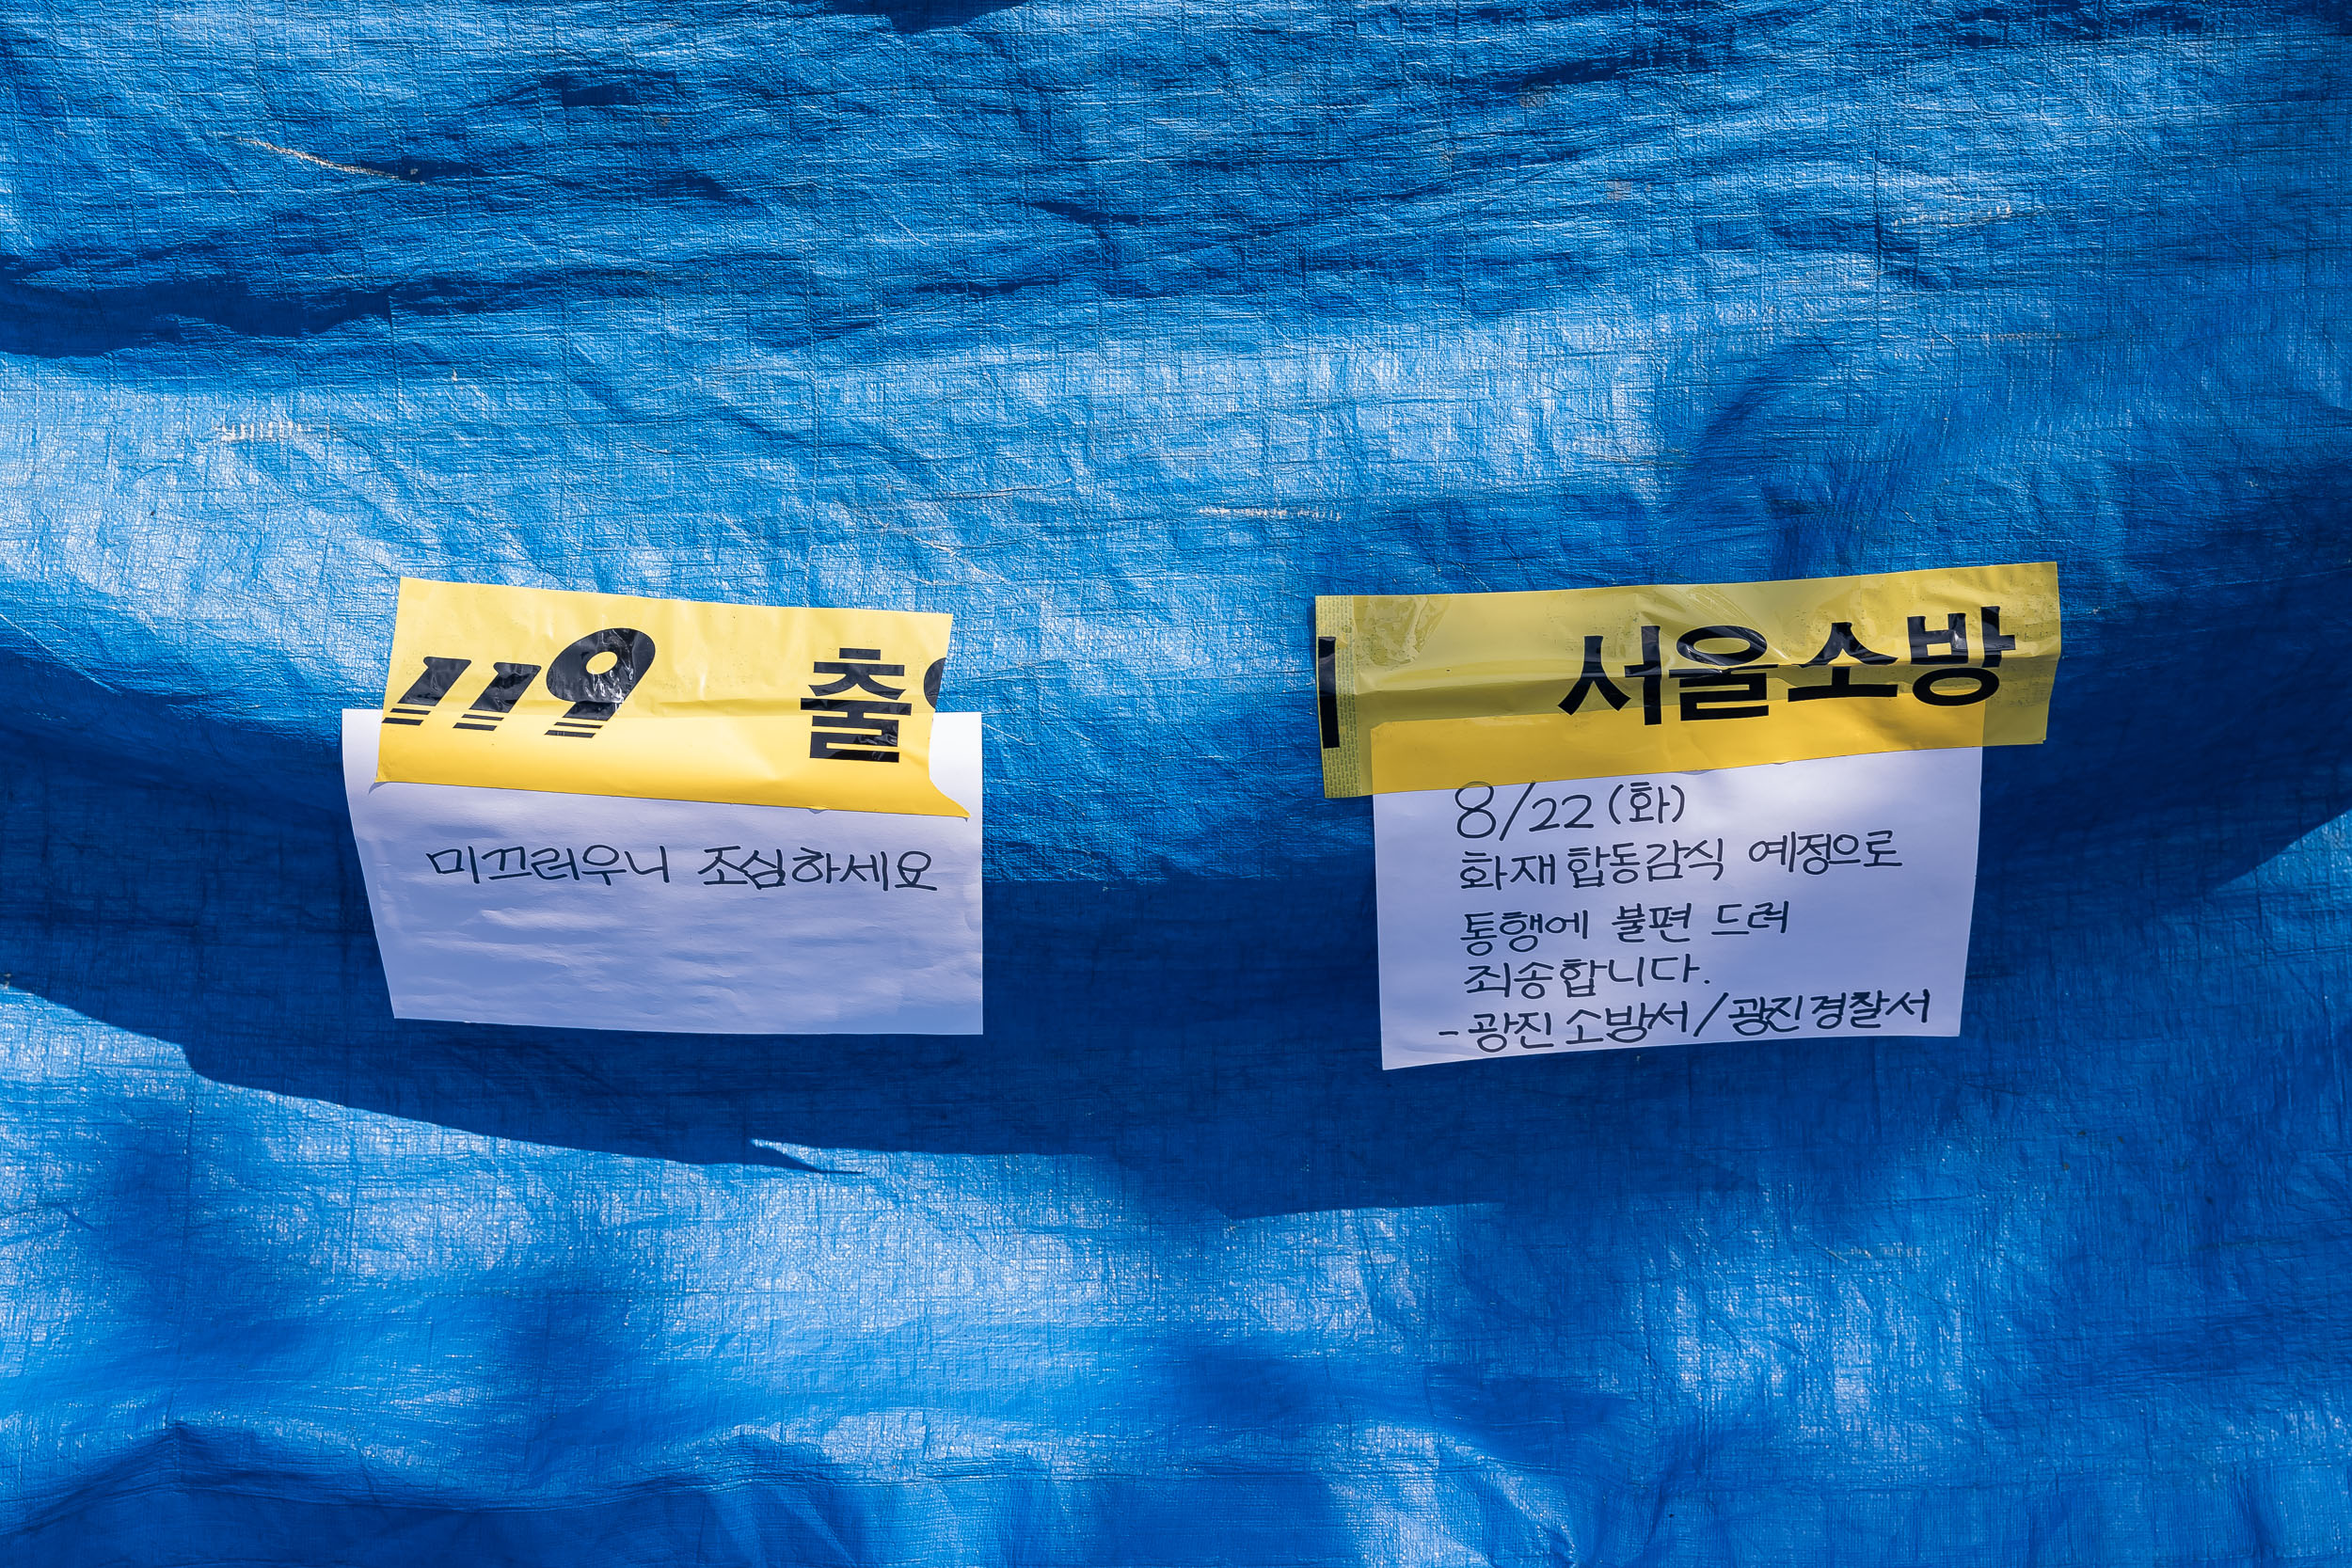 119 출
미끄러우니 조심하세요
서울소방
8/22(화)
화재합동감식 예정으로
통행에 불편 드려
죄송합니다.
-광진소방서/광진경찰서